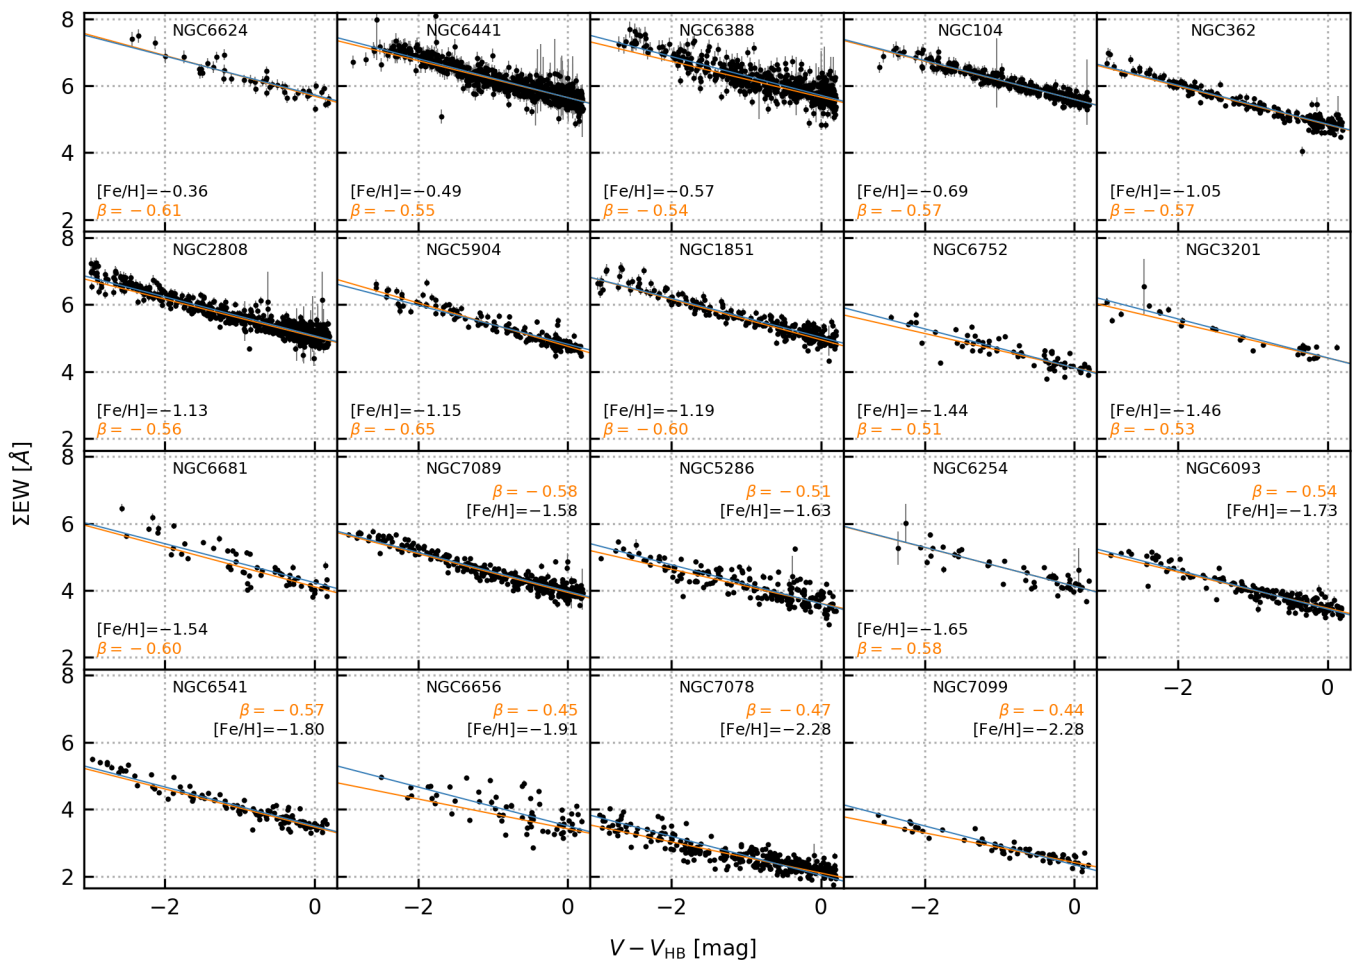 NGC6624
NGC6441
NGC6388
NGC104
NGC362
8
6
4
2
[Fe/H]=−0.36
[Fe/H]=−0.49
[Fe/H]=−0.57
[Fe/H]=−0.69
[Fe/H]=−1.05
β = −0.61
β = −0.55
β = −0.54
β = −0.57
β = −0.57
NGC2808
NGC5904
NGC1851
NGC6752
NGC3201
8
6
4
2
[Fe/H]=−1.13
[Fe/H]=−1.15
[Fe/H]=−1.19
[Fe/H]=−1.44
[Fe/H]=−1.46
β = −0.56
β = −0.65
β = −0.60
β = −0.51
β = −0.53
ΣEW [Å]
NGC6681
NGC7089
NGC5286
NGC6254
NGC6093
8
6
4
2
β = −0.58
β = −0.51
β = −0.54
[Fe/H]=−1.58
[Fe/H]=−1.63
[Fe/H]=−1.73
[Fe/H]=−1.54
[Fe/H]=−1.65
β = −0.60
β = −0.58
−2 0
NGC6541
NGC6656
NGC7078
NGC7099
8
6
4
2
β = −0.57
β = −0.45
β = −0.47
β = −0.44
[Fe/H]=−1.80
[Fe/H]=−1.91
[Fe/H]=−2.28
[Fe/H]=−2.28
−2 0
−2 0
−2 0
−2 0
V − VHB [mag]